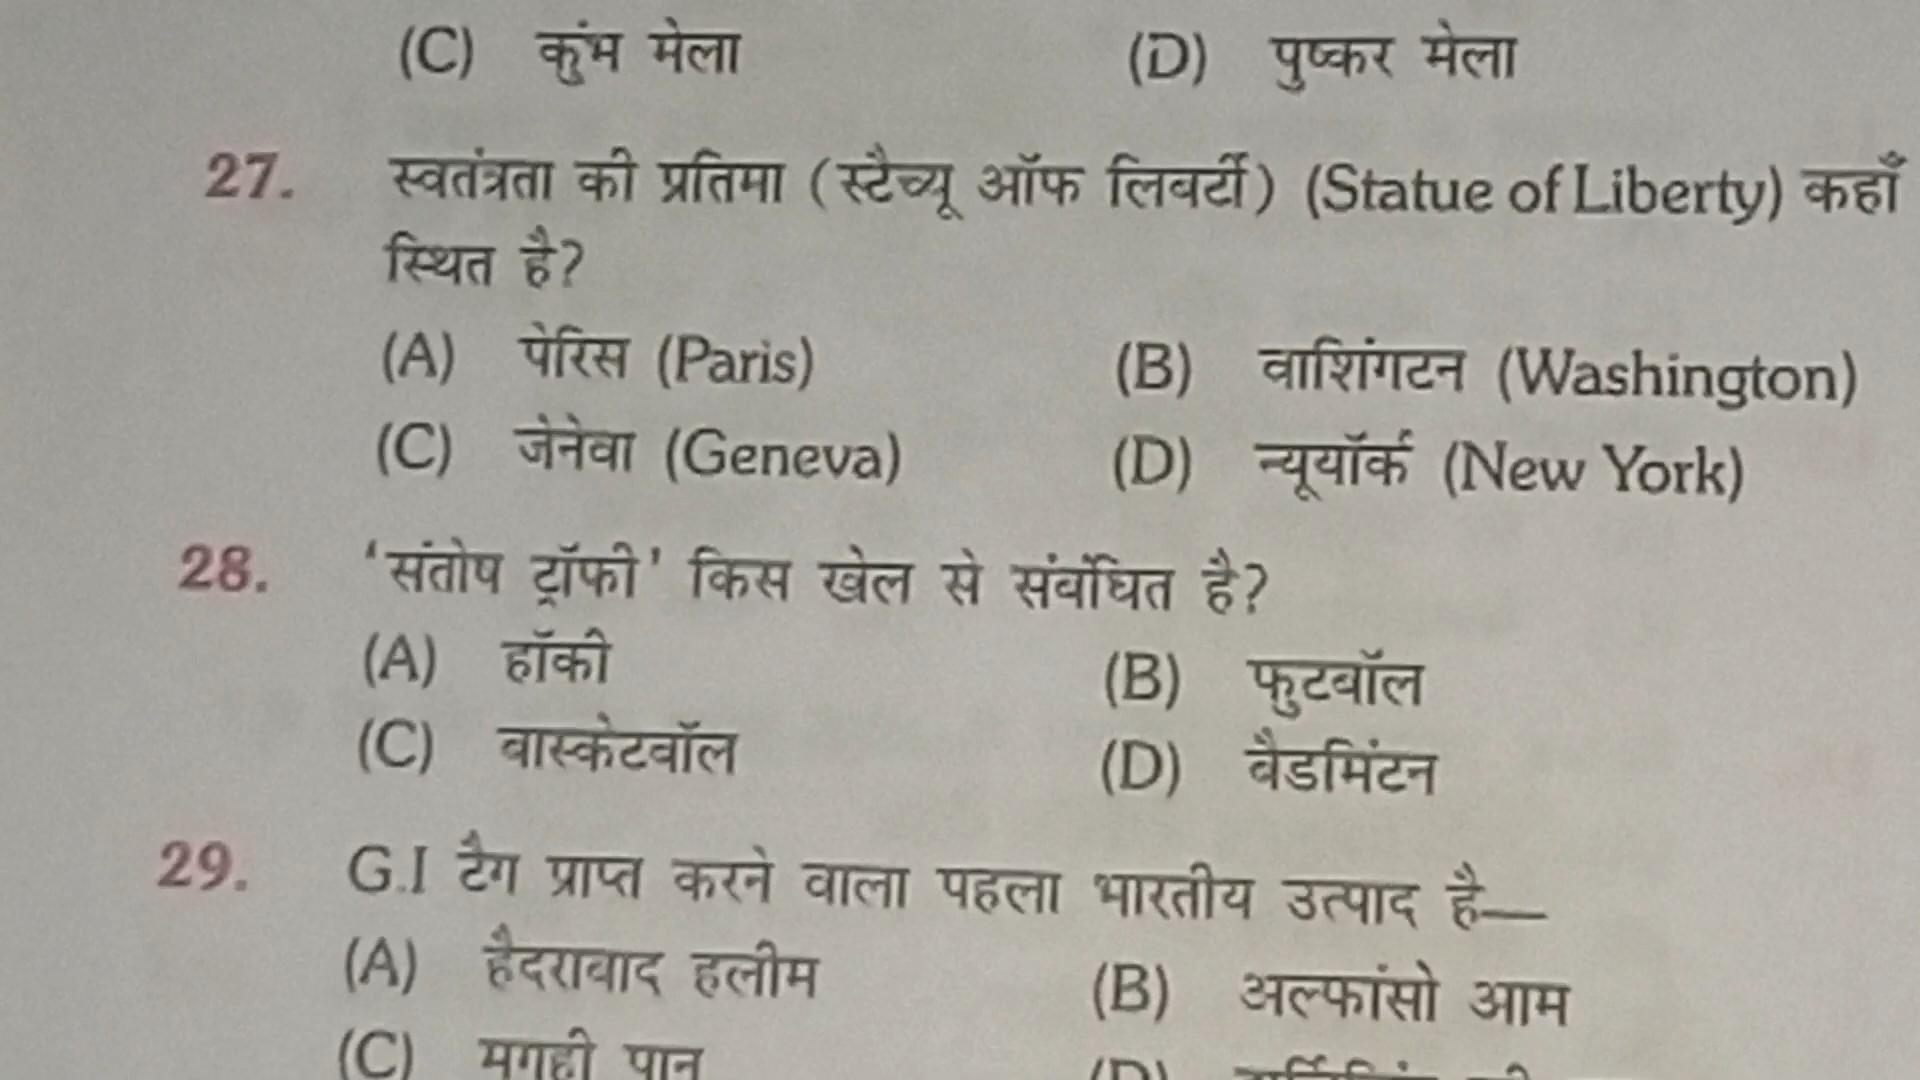 (C) कुंभ मेला (D) पुष्कर मेला
27. स्वतंत्रता की प्रतिमा (स्टैच्यू ऑफ लिबर्टी) (Statue of Liberty) कहाँ
स्थित है?
(A) पेरिस (Paris) (B) वाशिंगटन (Washington)
(C) जेनेवा (Geneva) (D) न्यूयॉर्क (New York)
28. 'संतोष ट्रॉफी' किस खेल से संबंधित है?
(A) हॉकी (B) फुटबॉल
(C) बास्केटबॉल (D) बैडमिंटन
29. G.I टैग प्राप्त करने वाला पहला भारतीय उत्पाद है—
(A) हैदराबाद हलीम (B) अल्फांसो आम
(C) मगही पान (D)